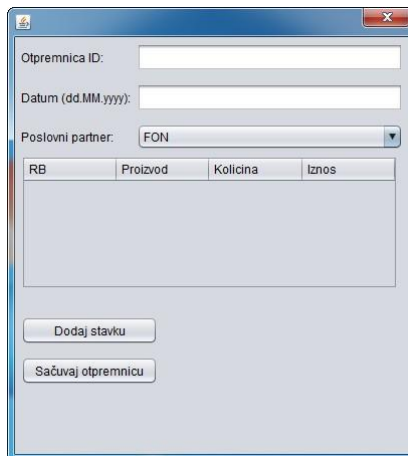 Otpremnica ID:
Datum (dd.MM.yyyy):
Poslovni partner: FON
RB Proizvod Kolicina Iznos
Dodaj stavku
Sačuvaj otpremnicu